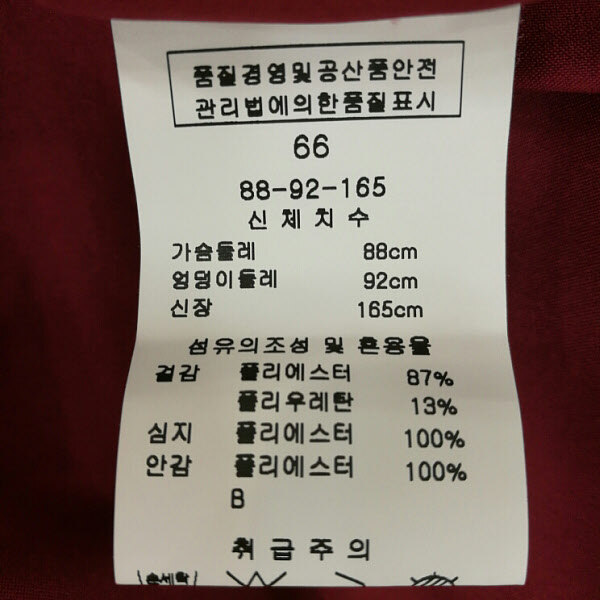 품질경영및공산품안전
관리법에의한품질표시
66
88-92-165
신체치수
가슴둘레 88cm
엉덩이둘레 92cm
신장 165cm
섬유의조성 및 혼용율
겉감 폴리에스터 87%
폴리우레탄 13%
심지 폴리에스터 100%
안감 폴리에스터 100%
B
취급주의
손세탁